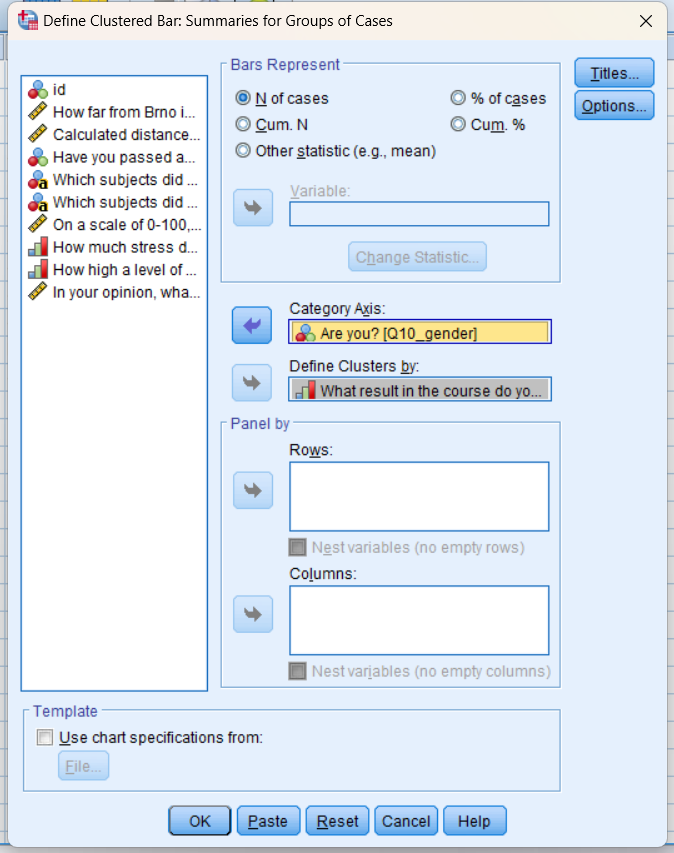 Define Clustered Bar: Summaries for Groups of Cases
id
How far from Brno i...
Calculated distance...
Have you passed a...
Which subjects did ...
Which subjects did ...
On a scale of 0-100,...
How much stress d...
How high a level of ...
In your opinion, wha...
Bars Represent
N of cases
% of cases
Cum. N
Cum. %
Other statistic (e.g., mean)
Variable:
Change Statistic...
Category Axis:
Are you? [Q10_gender]
Define Clusters by:
What result in the course do yo...
Panel by
Rows:
Nest variables (no empty rows)
Columns:
Nest variables (no empty columns)
Titles...
Options...
Template
Use chart specifications from:
File...
OK
Paste
Reset
Cancel
Help